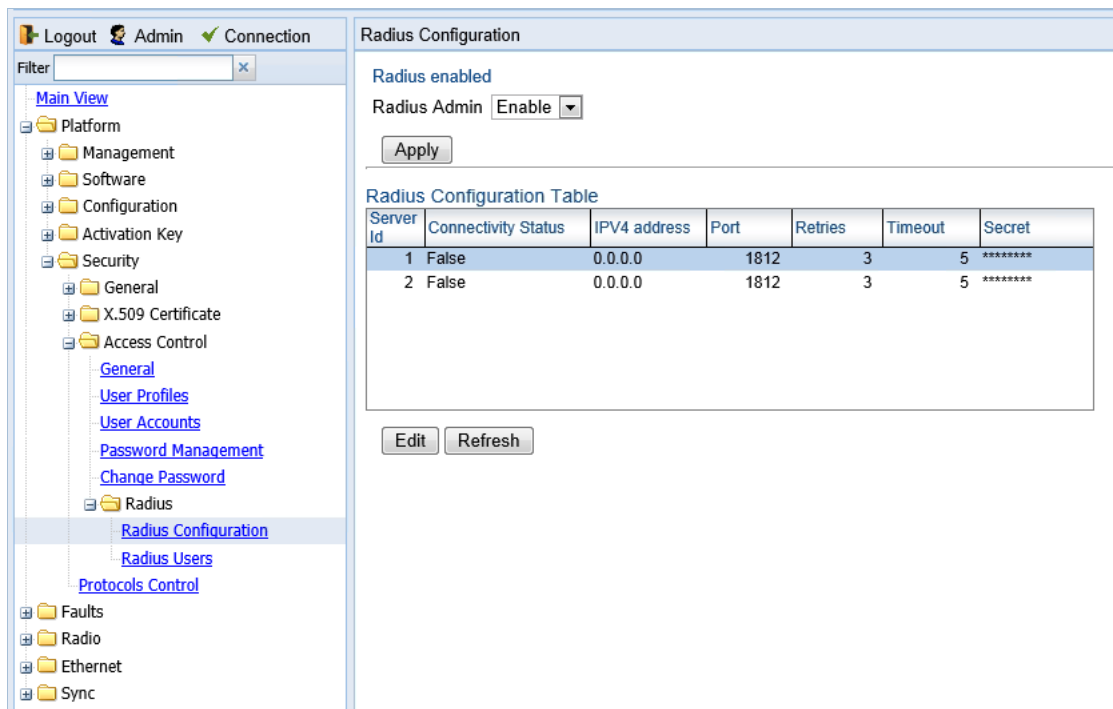 Logout Admin Connection
Filter
Main View
Platform
Management
Software
Configuration
Activation Key
Security
General
X.509 Certificate
Access Control
General
User Profiles
User Accounts
Password Management
Change Password
Radius
Radius Configuration
Radius Users
Protocols Control
Faults
Radio
Ethernet
Sync
Radius Configuration
Radius enabled
Radius Admin Enable
Apply
Radius Configuration Table
Server Id Connectivity Status IPV4 address Port Retries Timeout Secret
1 False 0.0.0.0 1812 3 5 ********
2 False 0.0.0.0 1812 3 5 ********
Edit Refresh